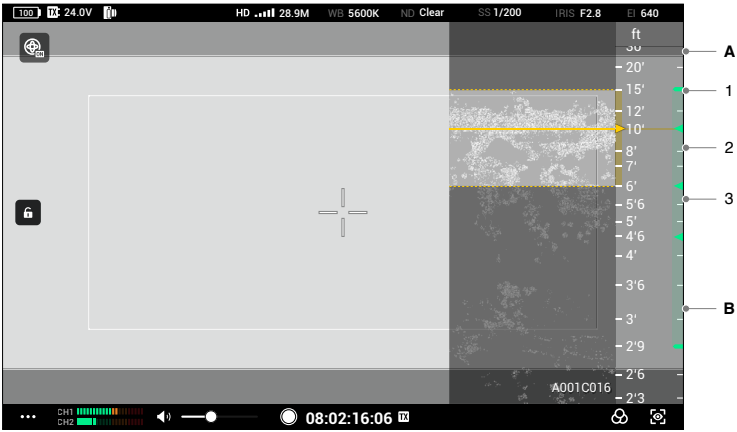 100 TX 24.0V HD 28.9M WB 5600K ND Clear SS 1/200 IRIS F2.8 EI 640
ft
30'
A
20'
15'
1
12'
10'
8'
2
7'
6'
3
5'6
5'
4'6
4'
3'6
B
3'
2'9
2'6
A001C016
2'3
CH1
CH2
08:02:16:06 TX